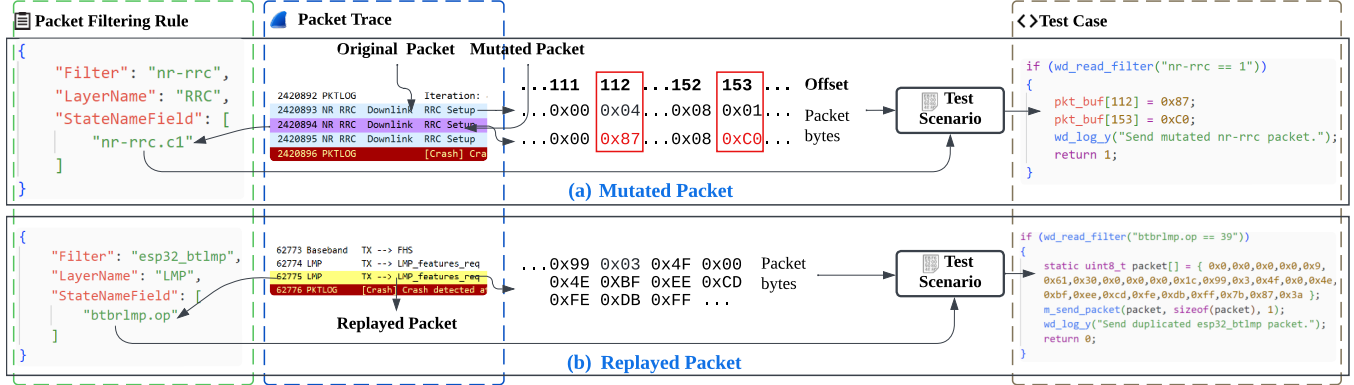 Packet Filtering Rule
Packet Trace
Test Case
{
"Filter": "nr-rrc",
"LayerName": "RRC",
"StateNameField": [
"nr-rrc.c1"
]
}
Original Packet
Mutated Packet
2420892 PKTLOG Iteration:
2420893 NR RRC Downlink RRC Setup
2420894 NR RRC Downlink RRC Setup
2420895 NR RRC Downlink RRC Setup
2420896 PKTLOG [Crash] Cra
...111 112 ...152 153 ... Offset
...0x00 0x04...0x08 0x01...
...0x00 0x87...0x08 0xC0...
Packet
bytes
Test
Scenario
if (wd_read_filter("nr-rrc == 1"))
{
pkt_buf[112] = 0x87;
pkt_buf[153] = 0xC0;
wd_log_y("Send mutated nr-rrc packet.");
return 1;
}
(a) Mutated Packet
{
"Filter": "esp32_btlmp",
"LayerName": "LMP",
"StateNameField": [
"btbrlmp.op"
]
}
62773 Baseband TX --> FHS
62774 LMP TX --> LMP_features_req
62775 LMP TX --> LMP_features_req
62776 PKTLOG [Crash] Crash detected a
Replayed Packet
...0x99 0x03 0x4F 0x00
0x4E 0xBF 0xEE 0xCD
0xFE 0xDB 0xFF ...
Packet
bytes
Test
Scenario
if (wd_read_filter("btbrlmp.op == 39"))
{
static uint8_t packet[] = { 0x0,0x0,0x0,0x0,0x9,
0x61,0x30,0x0,0x0,0x0,0x1c,0x99,0x3,0x4f,0x0,0x4e,
0xbf,0xee,0xcd,0xfe,0xdb,0xff,0x7b,0x87,0x3a };
m_send_packet(packet, sizeof(packet), 1);
wd_log_y("Send duplicated esp32_btlmp packet.");
return 0;
}
(b) Replayed Packet